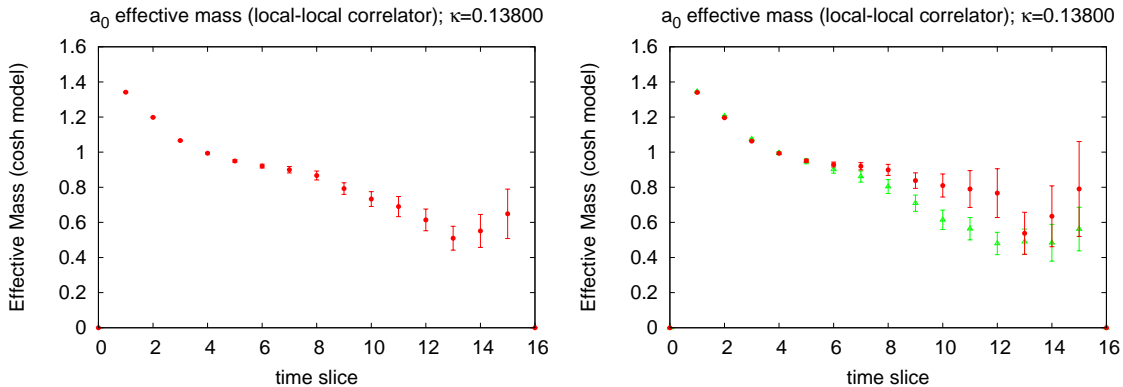 a0 effective mass (local-local correlator); κ=0.13800
Effective Mass (cosh model)
1.6
1.4
1.2
1
0.8
0.6
0.4
0.2
0
0 2 4 6 8 10 12 14 16
time slice
a0 effective mass (local-local correlator); κ=0.13800
Effective Mass (cosh model)
1.6
1.4
1.2
1
0.8
0.6
0.4
0.2
0
0 2 4 6 8 10 12 14 16
time slice